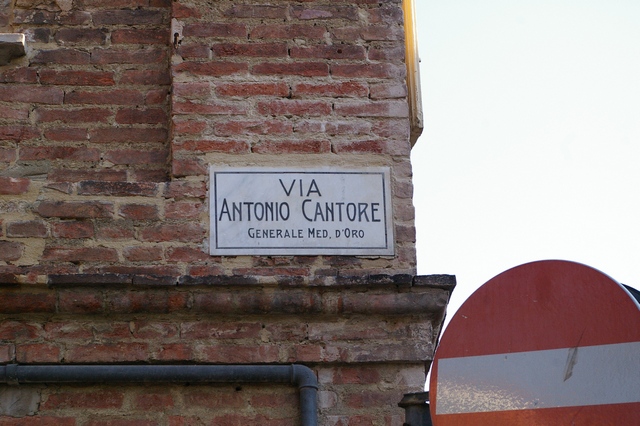 VIA
ANTONIO CANTORE
GENERALE MED. D'ORO